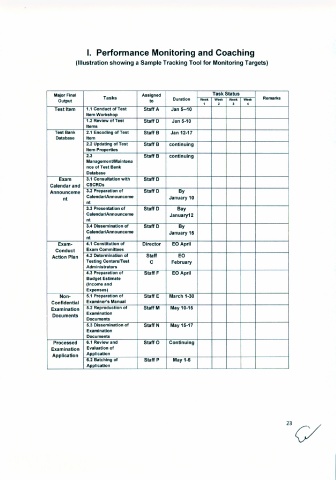 I. Performance Monitoring and Coaching
(Illustration showing a Sample Tracking Tool for Monitoring Targets)
Major Final Output Tasks Assigned to Duration Task Status Remarks
Week 1 Week 2 Week 3 Week 4
Test Item 1.1 Conduct of Test Item Workshop Staff A Jan 5-10
1.2 Review of Test Items Staff D Jan 5-10
Test Bank Database 2.1 Encoding of Test Item Staff B Jan 12-17
2.2 Updating of Test Item Properties Staff B continuing
2.3 Management/Maintenance of Test Bank Database Staff B continuing
Exam Calendar and Announcement 3.1 Consultation with CSCROs Staff D
3.2 Preparation of Calendar/Announcement Staff D By January 10
3.3 Presentation of Calendar/Announcement Staff D Bay January12
3.4 Dissemination of Calendar/Announcement Staff D By January 15
Exam-Conduct Action Plan 4.1 Constitution of Exam Committees Director EO April
4.2 Determination of Testing Centers/Test Administrators Staff C EO February
4.3 Preparation of Budget Estimate (Income and Expenses) Staff F EO April
Non-Confidential Examination Documents 5.1 Preparation of Examiner's Manual Staff E March 1-30
5.2 Reproduction of Examination Documents Staff M May 10-15
5.3 Dissemination of Examination Documents Staff N May 15-17
Processed Examination Application 6.1 Review and Evaluation of Application Staff O Continuing
6.2 Batching of Application Staff P May 1-5
23